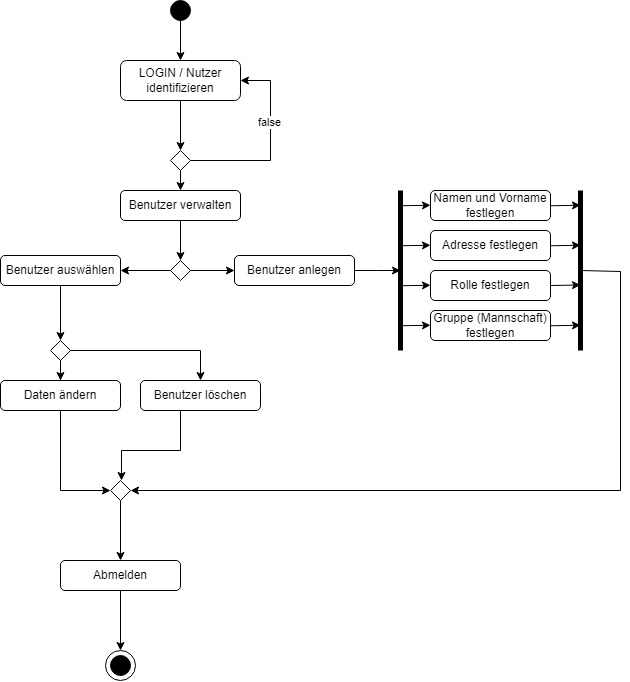 LOGIN / Nutzer
identifizieren
false
Benutzer verwalten
Namen und Vorname
festlegen
Adresse festlegen
Benutzer auswählen
Benutzer anlegen
Rolle festlegen
Gruppe (Mannschaft)
festlegen
Daten ändern
Benutzer löschen
Abmelden